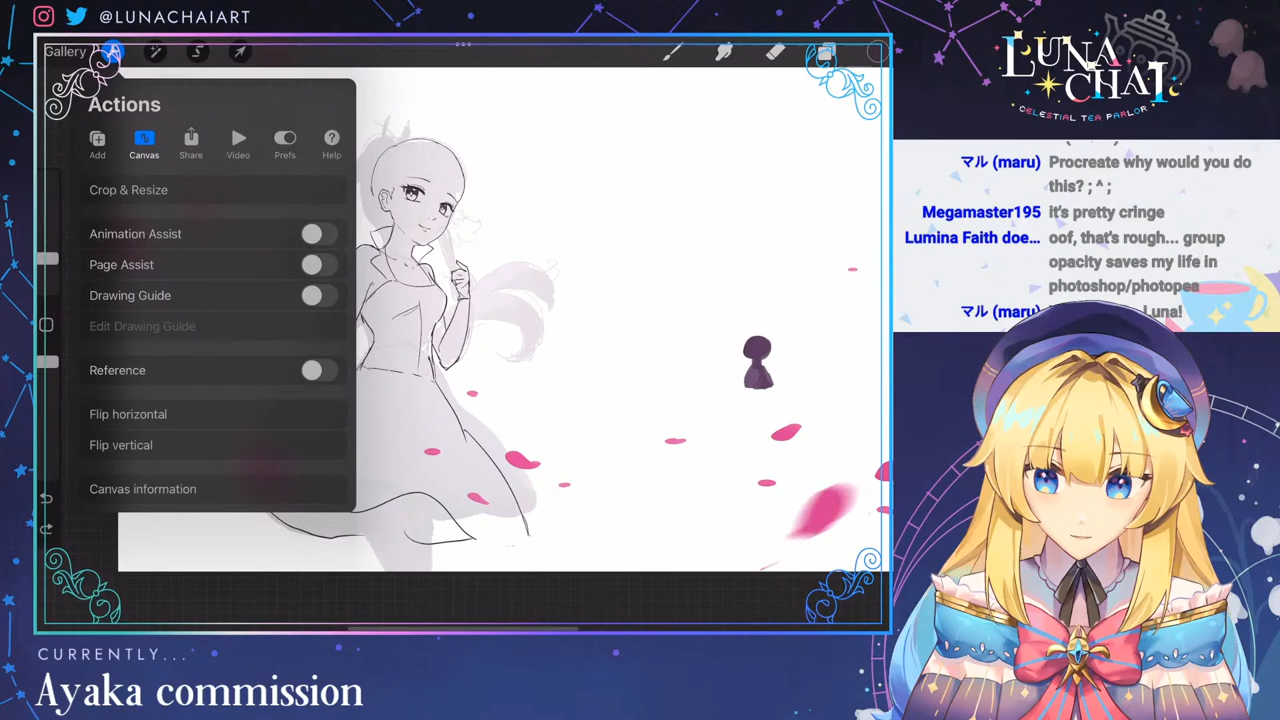 @LUNACHAIART
LUNA
CHAI
CELESTIAL TEA PARLOR
Gallery
Actions
Add
Canvas
Share
Video
Prefs
Help
Crop & Resize
Animation Assist
Page Assist
Drawing Guide
Edit Drawing Guide
Reference
Flip horizontal
Flip vertical
Canvas information
マル (maru) Procreate why would you do
this? ; ^ ;
Megamaster195 it's pretty cringe
Lumina Faith doe... oof, that's rough... group
opacity saves my life in
photoshop/photopea
マル (maru) Luna!
CURRENTLY...
Ayaka commission